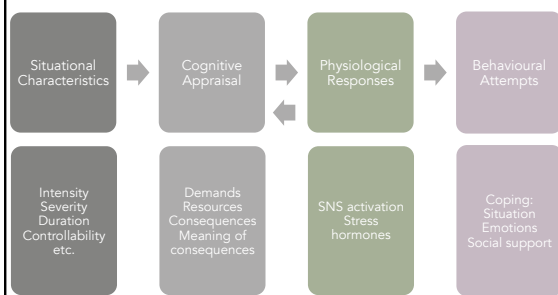 Situational
Characteristics
Cognitive
Appraisal
Physiological
Responses
Behavioural
Attempts
Intensity
Severity
Duration
Controllability
etc.
Demands
Resources
Consequences
Meaning of
consequences
SNS activation
Stress
hormones
Coping:
Situation
Emotions
Social support